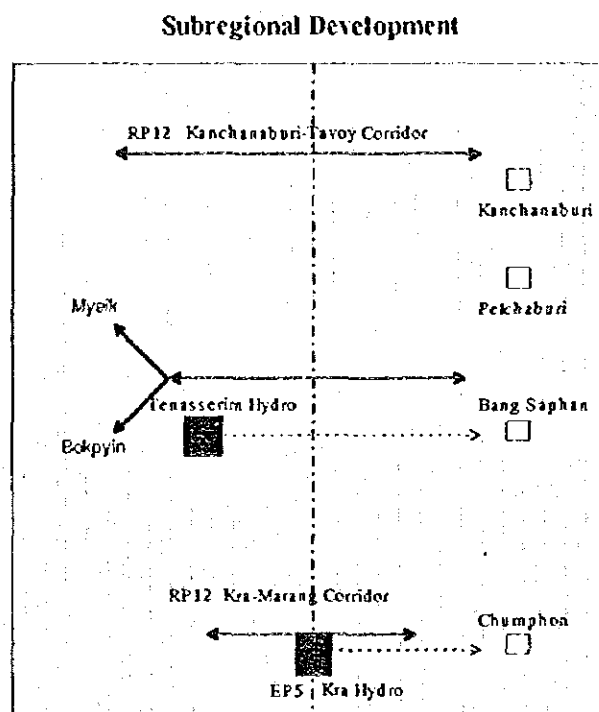 Subregional Development
RP12 Kanchanaburi-Tavoy Corridor
Kanchanaburi
Petchaburi
Myeik
Tenasserim Hydro
Bang Saphan
Bokpyin
RP12 Kra-Marang Corridor
Chumphon
EP5 Kra Hydro